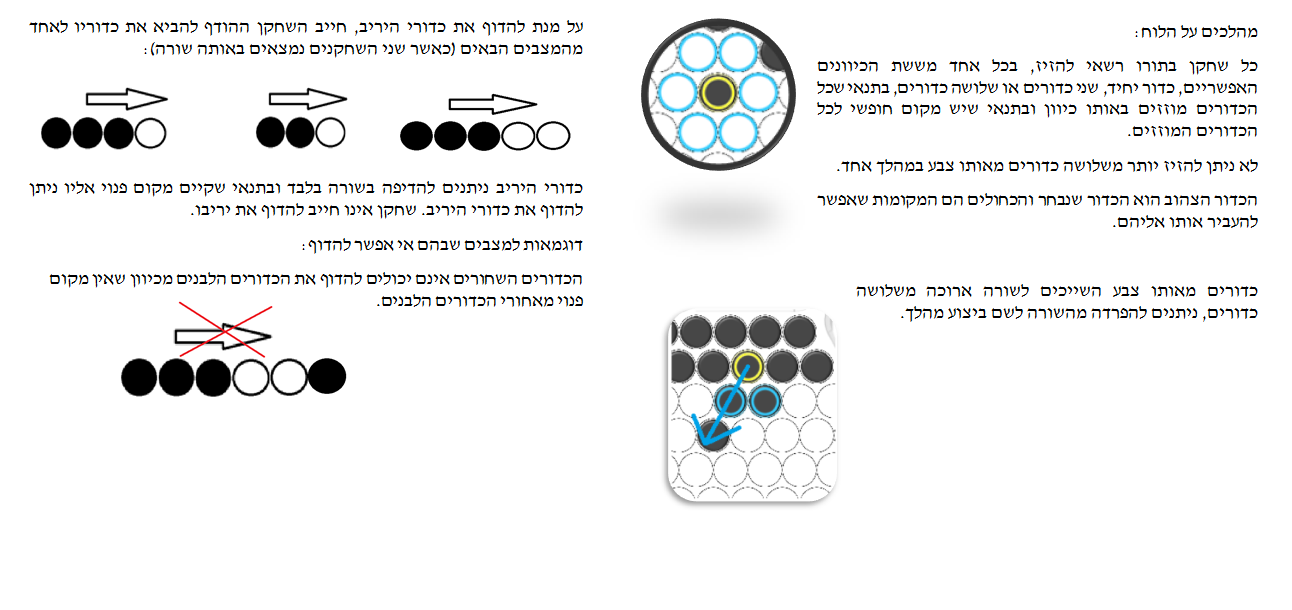 מהלכים על הלוח:
כל שחקן בתורו רשאי להזיז, בכל אחד מששת הכיוונים
האפשריים, כדור יחיד, שני כדורים או שלושה כדורים, בתנאי שכל
הכדורים מוזזים באותו כיוון ובתנאי שיש מקום חופשי לכל
הכדורים המוזזים.
לא ניתן להזיז יותר משלושה כדורים מאותו צבע במהלך אחד.
הכדור הצהוב הוא הכדור שנבחר והכחולים הם המקומות שאפשר
להעביר אותו אליהם.
כדורים מאותו צבע השייכים לשורה ארוכה משלושה
כדורים, ניתנים להפרדה מהשורה לשם ביצוע מהלך.
על מנת להדוף את כדורי היריב, חייב השחקן ההודף להביא את כדוריו לאחד
מהמצבים הבאים (כאשר שני השחקנים נמצאים באותה שורה):
כדורי היריב ניתנים להדיפה בשורה בלבד ובתנאי שקיים מקום פנוי אליו ניתן
להדוף את כדורי היריב. שחקן אינו חייב להדוף את יריבו.
דוגמאות למצבים שבהם אי אפשר להדוף:
הכדורים השחורים אינם יכולים להדוף את הכדורים הלבנים מכיוון שאין מקום
פנוי מאחורי הכדורים הלבנים.